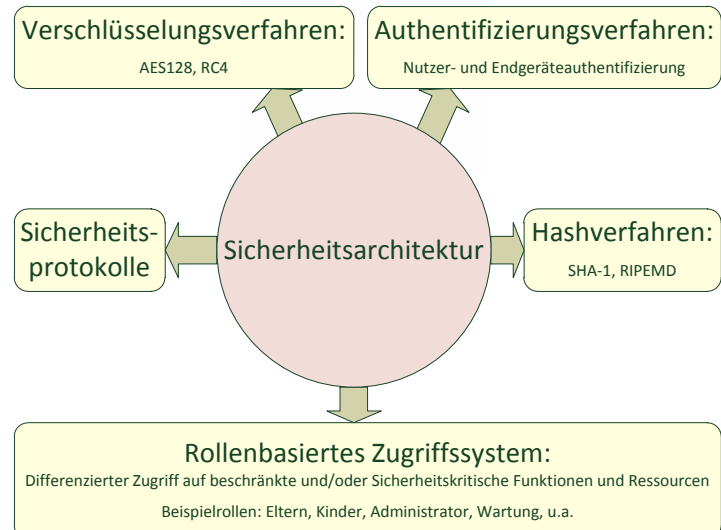 Verschlüsselungsverfahren:
AES128, RC4
Authentifizierungsverfahren:
Nutzer- und Endgeräteauthentifizierung
Sicherheits-
protokolle
Sicherheitsarchitektur
Hashverfahren:
SHA-1, RIPEMD
Rollenbasiertes Zugriffssystem:
Differenzierter Zugriff auf beschränkte und/oder Sicherheitskritische Funktionen und Ressourcen
Beispielrollen: Eltern, Kinder, Administrator, Wartung, u.a.